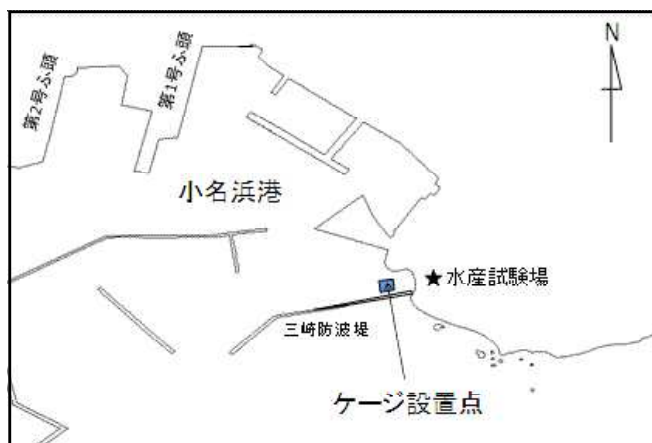 N
第2号ふ頭
第1号ふ頭
小名浜港
★水産試験場
三崎防波堤
ケージ設置点